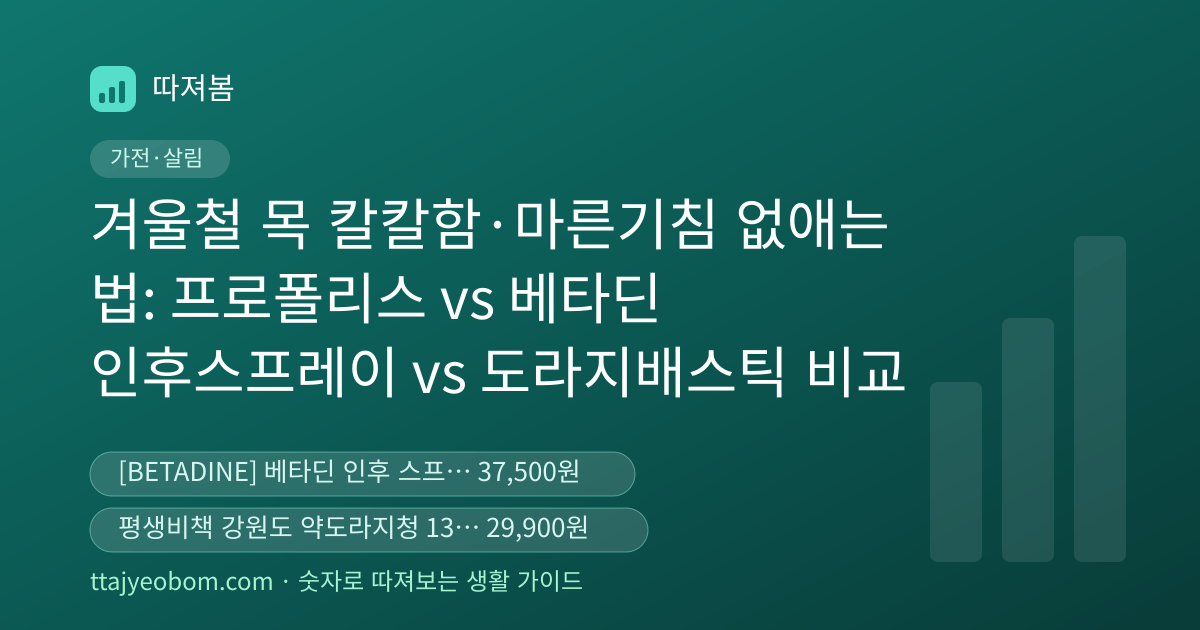 따져봄
가전·살림
겨울철 목 칼칼함·마른기침 없애는
법: 프로폴리스 vs 베타딘
인후스프레이 vs 도라지배스틱 비교
[BETADINE] 베타딘 인후 스프… 37,500원
평생비책 강원도 약도라지청 13… 29,900원
ttajyeobom.com · 숫자로 따져보는 생활 가이드